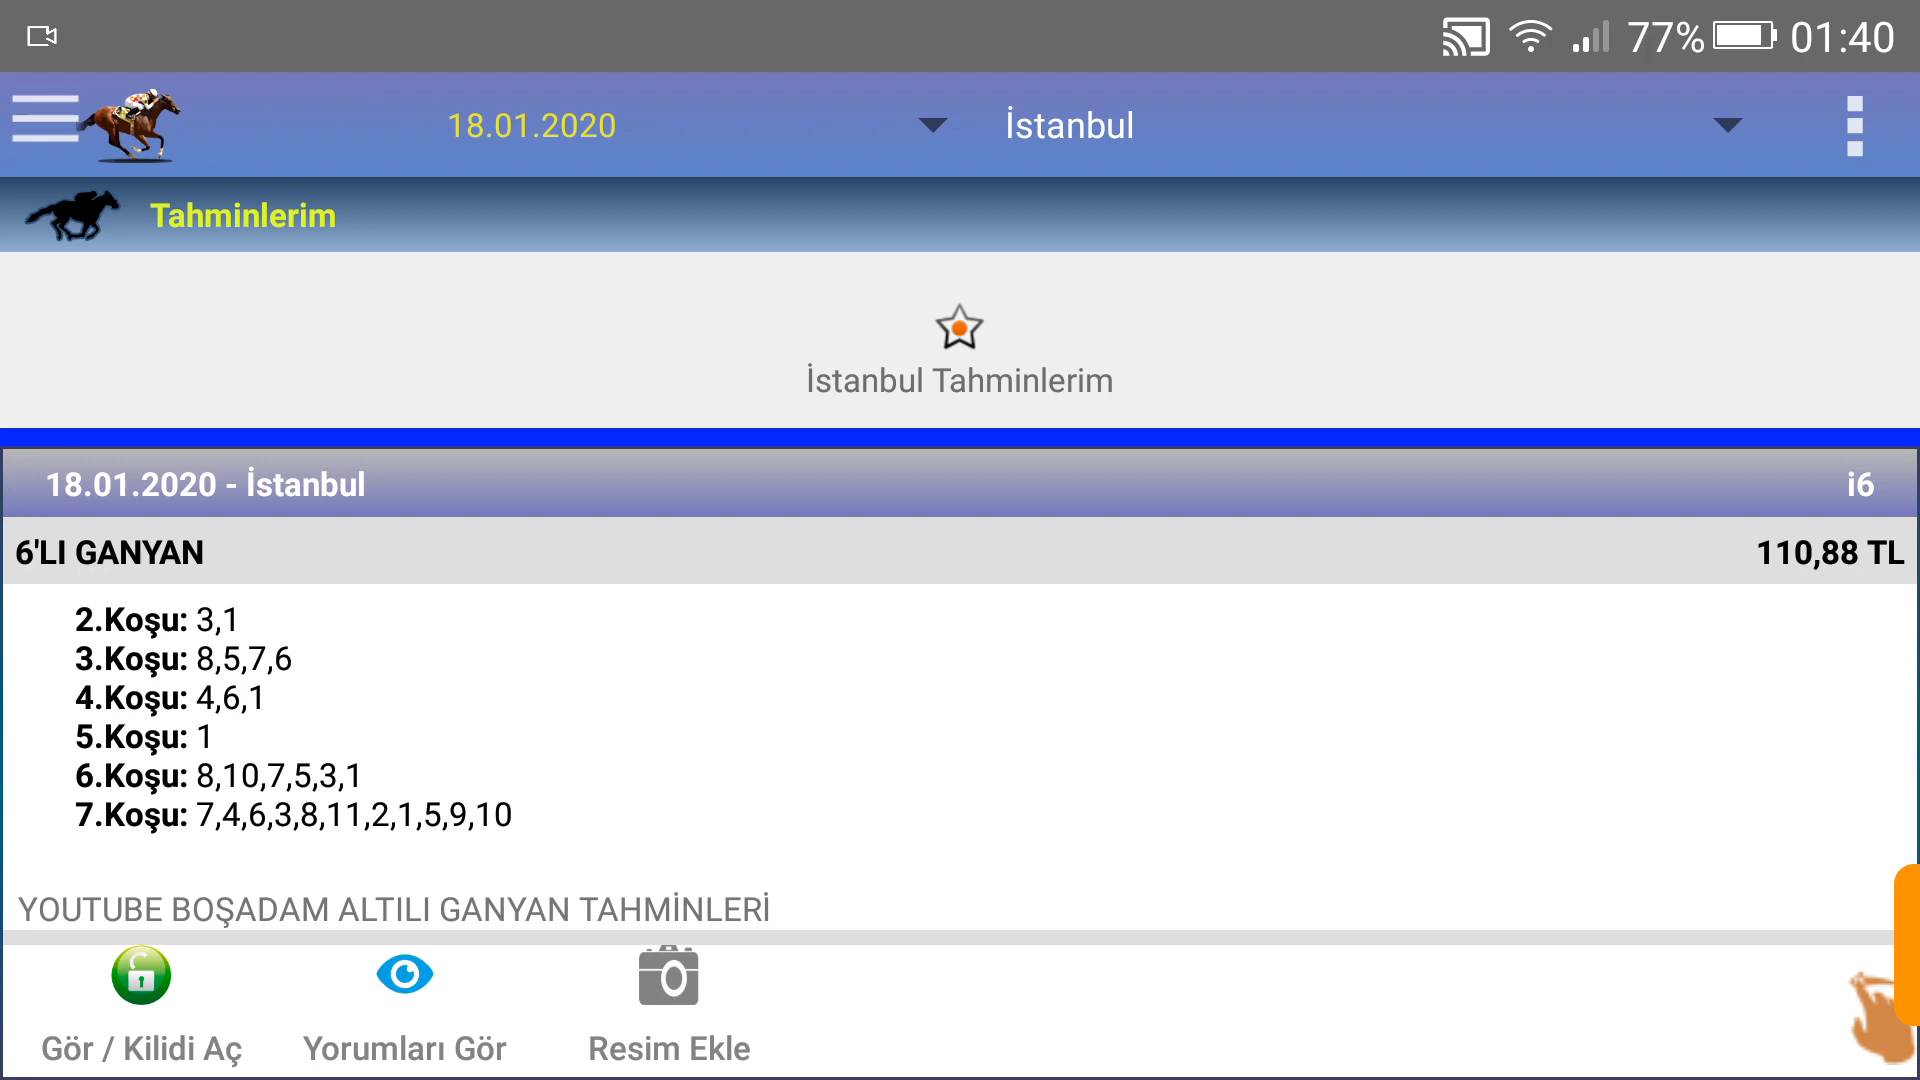 77% 01:40
18.01.2020 İstanbul
Tahminlerim
İstanbul Tahminlerim
18.01.2020 - İstanbul i6
6'LI GANYAN 110,88 TL
2.Koşu: 3,1
3.Koşu: 8,5,7,6
4.Koşu: 4,6,1
5.Koşu: 1
6.Koşu: 8,10,7,5,3,1
7.Koşu: 7,4,6,3,8,11,2,1,5,9,10
YOUTUBE BOŞADAM ALTILI GANYAN TAHMİNLERİ
Gör / Kilidi Aç Yorumları Gör Resim Ekle